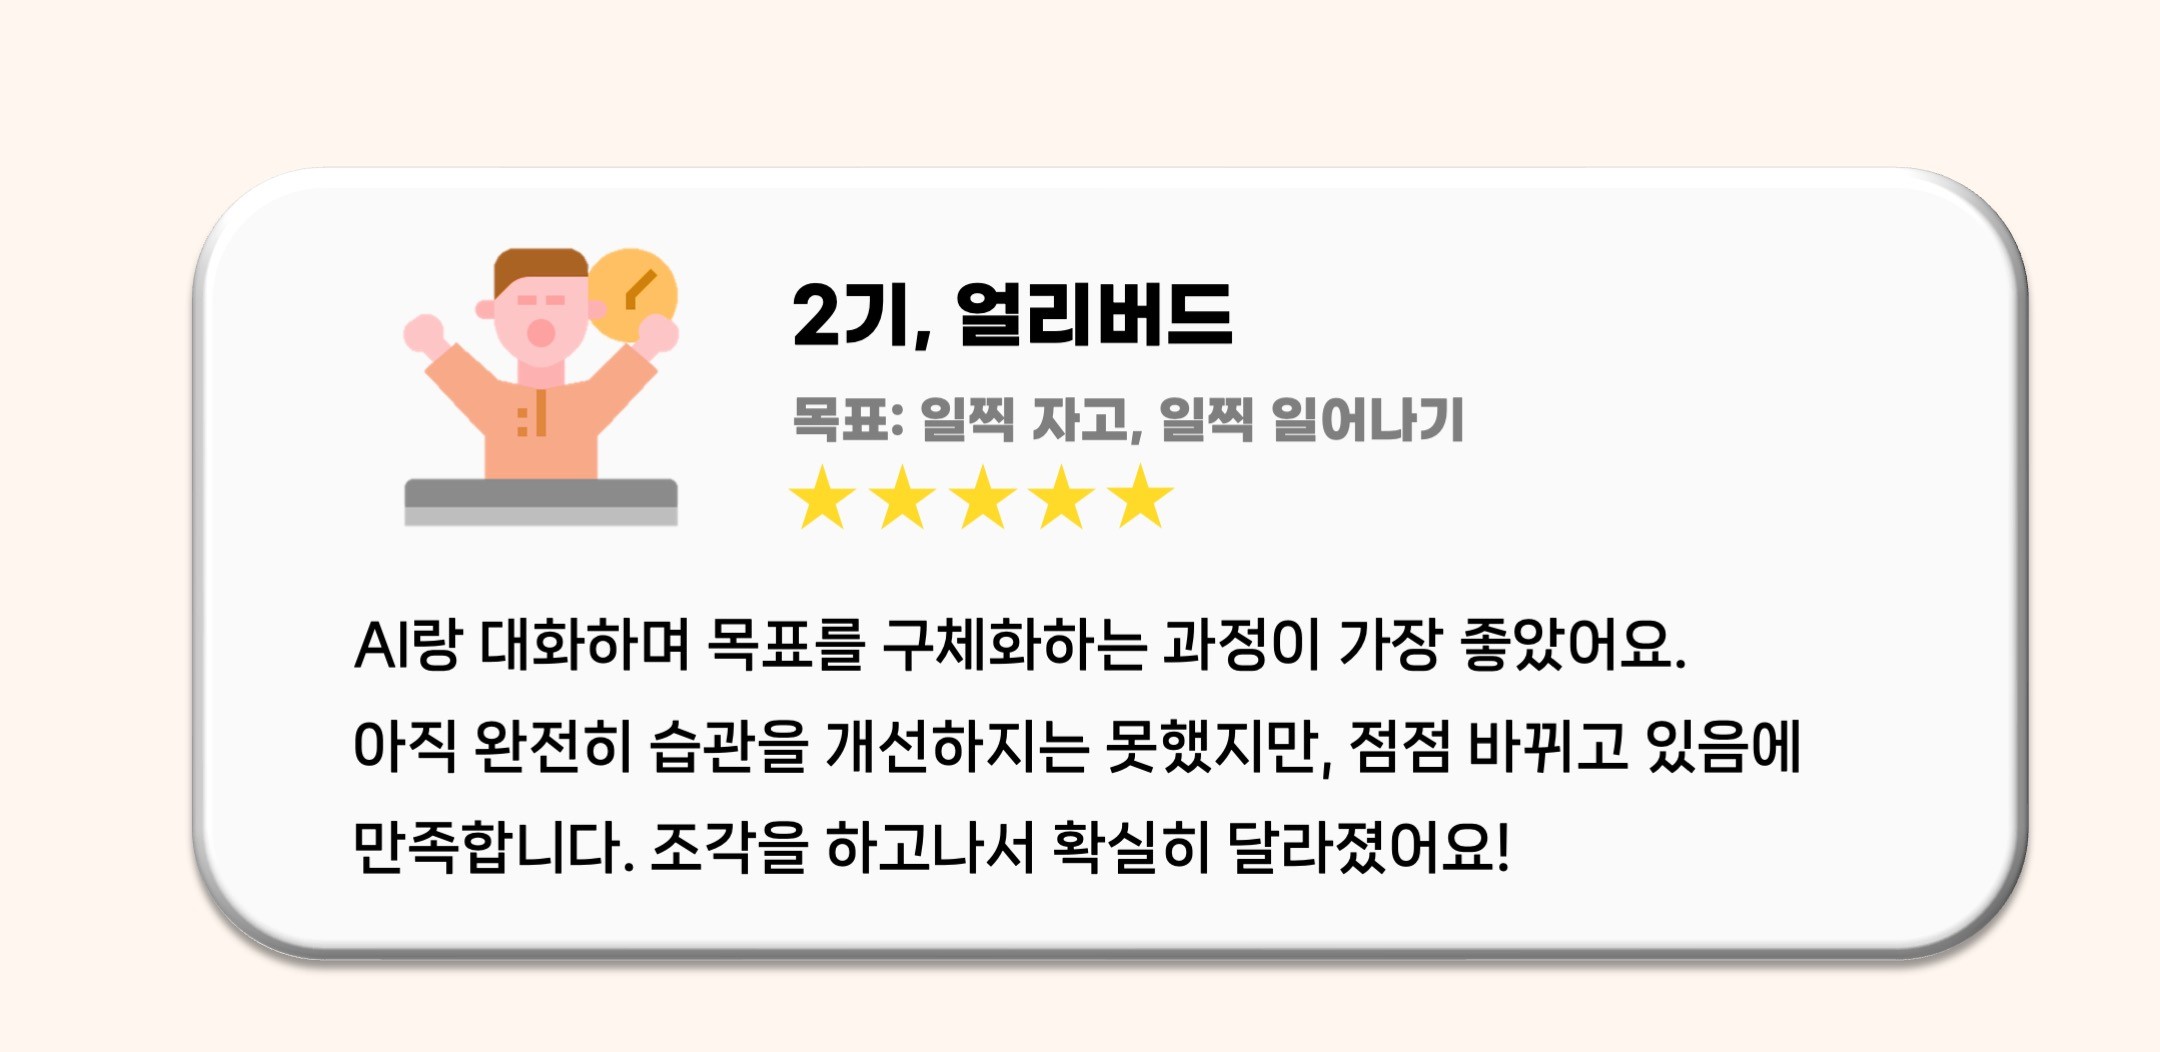 2기, 얼리버드
목표: 일찍 자고, 일찍 일어나기
AI랑 대화하며 목표를 구체화하는 과정이 가장 좋았어요.
아직 완전히 습관을 개선하지는 못했지만, 점점 바뀌고 있음에
만족합니다. 조각을 하고나서 확실히 달라졌어요!